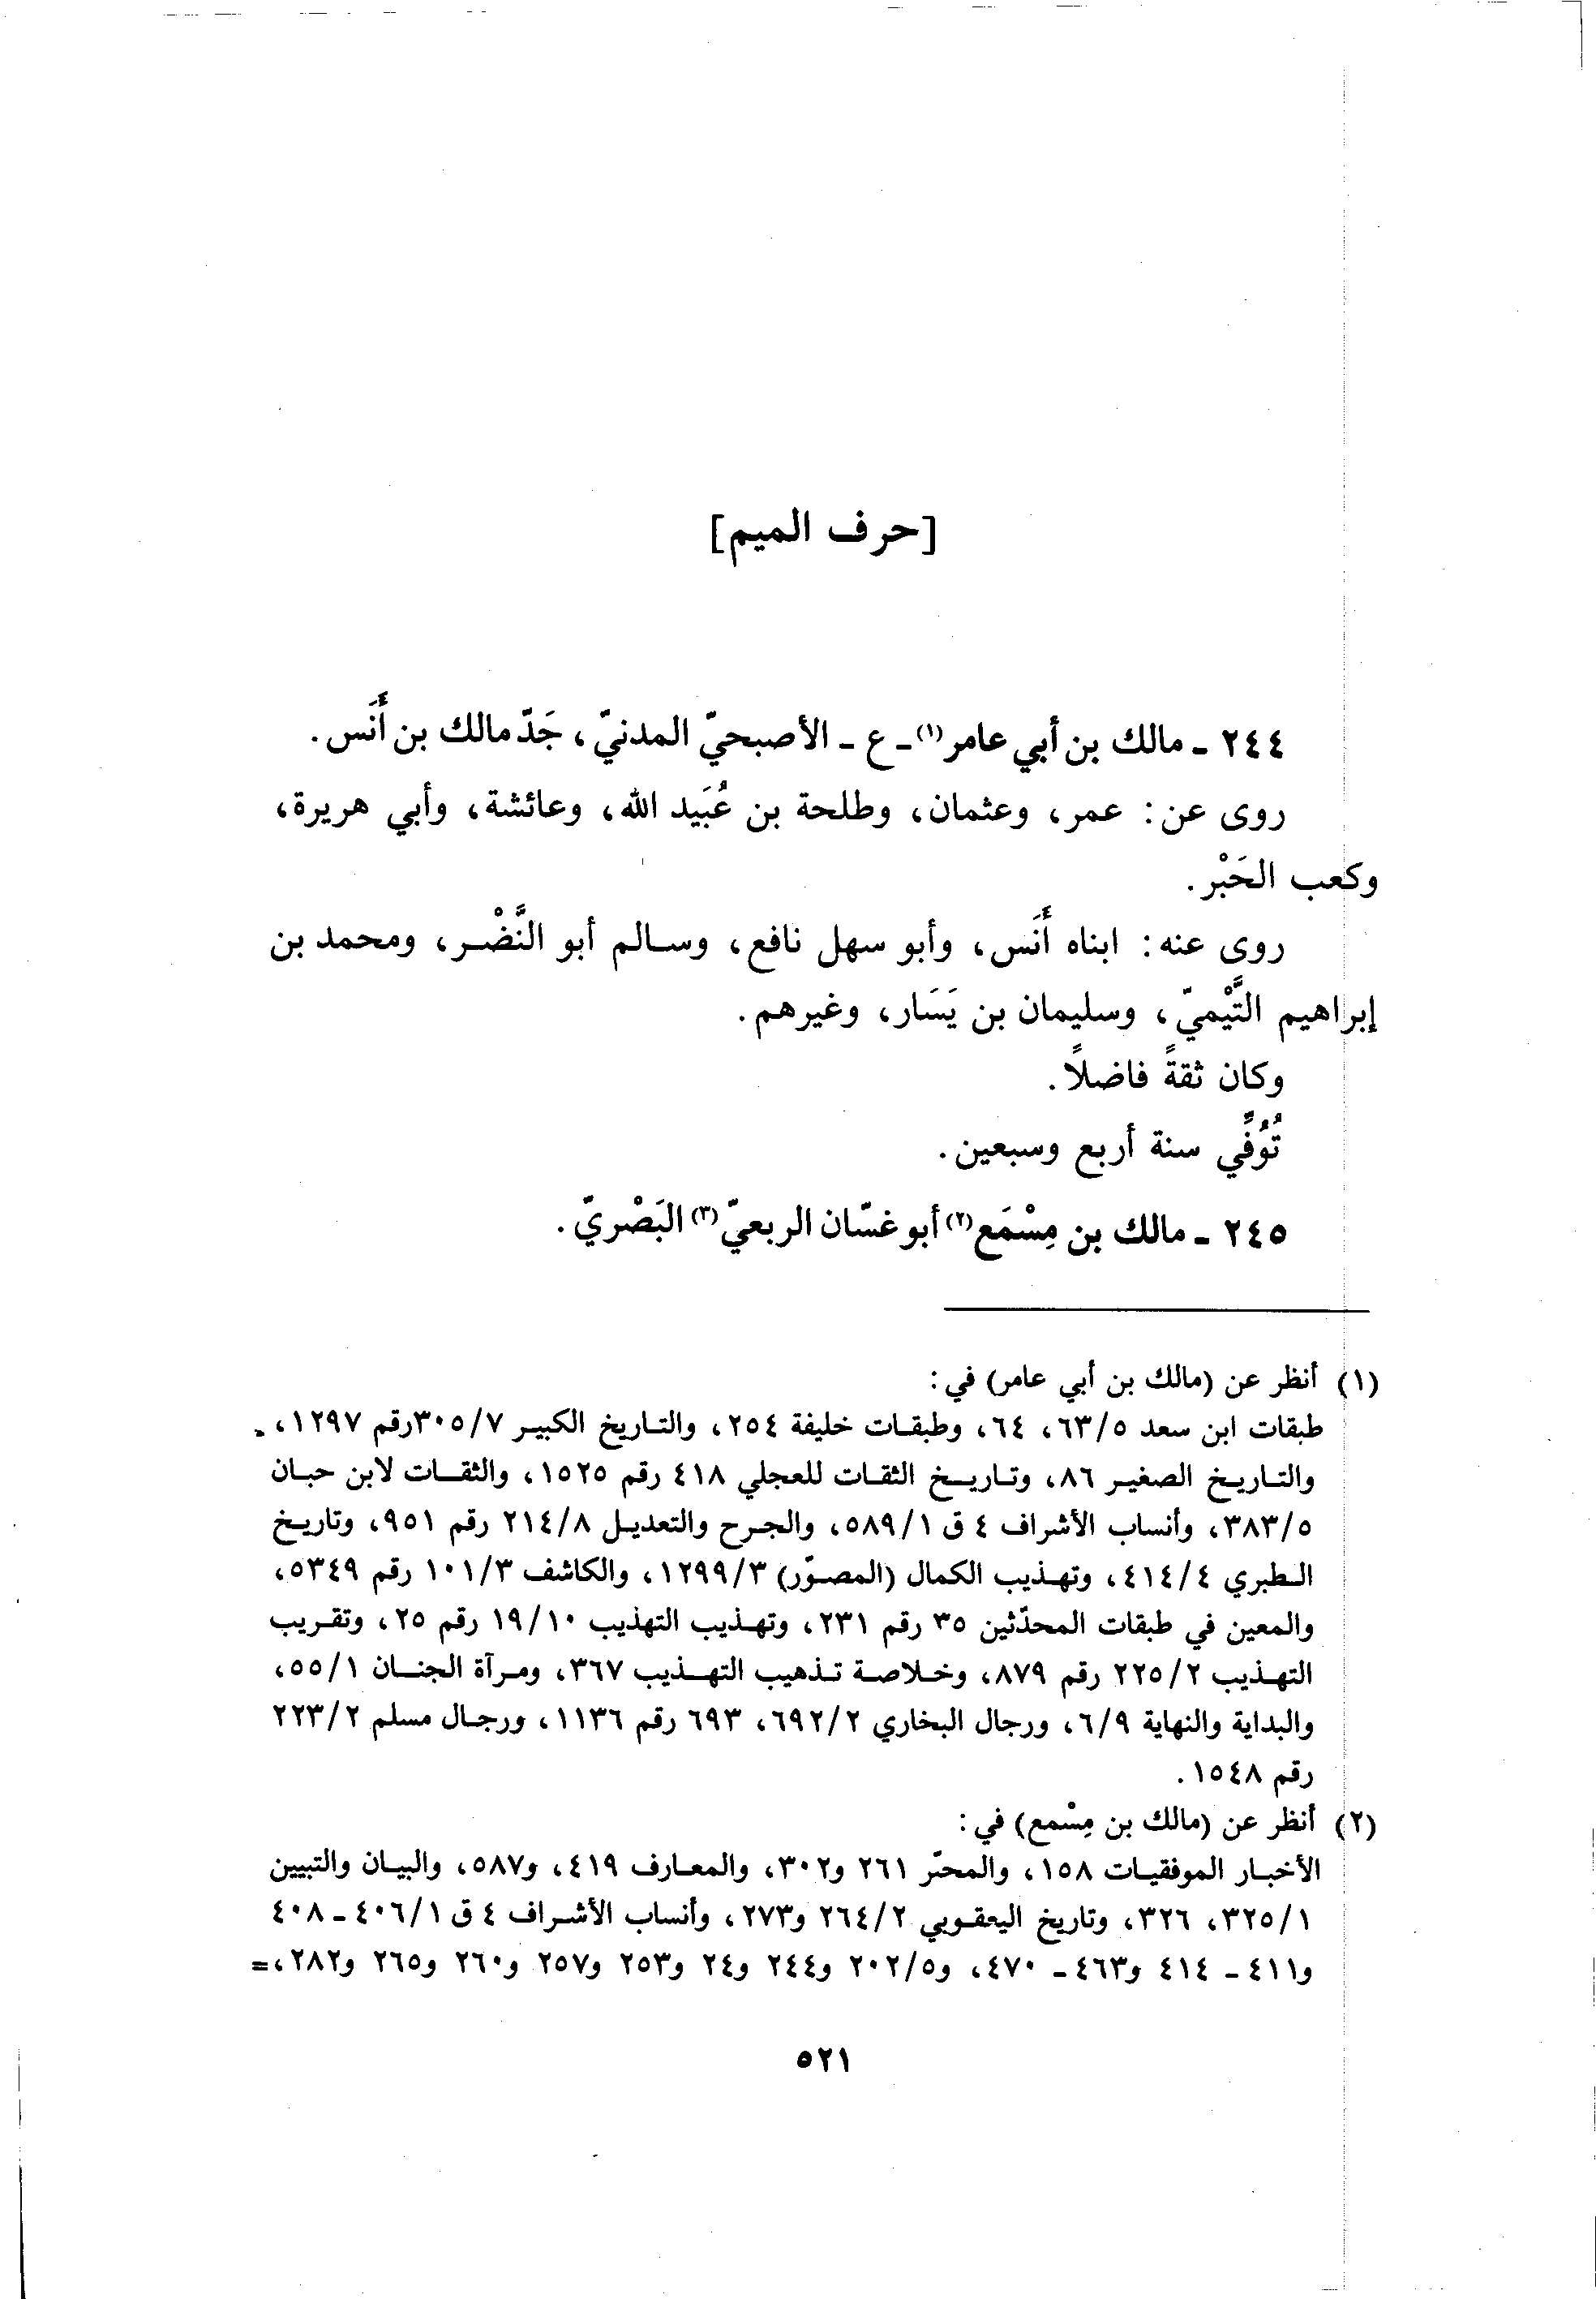 [حرف الميم]
٢٤٤ ـ مالك بن أبي عامر(١) ـ ع ـ الأصبحيّ المدنيّ، جَدّ مالك بن أَنَس.
روى عن: عمر، وعثمان، وطلحة بن عُبَيد الله، وعائشة، وأبي هريرة،
وكعب الحَبْر.
روى عنه: ابناه أَنَس، وأبو سهل نافع، وسالم أبو النَّضْر، ومحمد بن
إبراهيم التَّيْميّ، وسليمان بن يَسَار، وغيرهم.
وكان ثقةً فاضلًا.
تُوُفِّي سنة أربع وسبعين.
٢٤٥ ـ مالك بن مِسْمَع(٢) أبو غسّان الربعيّ(٣) البَصْريّ.
(١) أنظر عن (مالك بن أبي عامر) في:
طبقات ابن سعد ٦٣/٥، ٦٤، وطبقات خليفة ٢٥٤، والتاريخ الكبير ٣٠٥/٧رقم ١٢٩٧،
والتاريخ الصغير ٨٦، وتاريخ الثقات للعجلي ٤١٨ رقم ١٥٢٥، والثقات لابن حبان
٣٨٣/٥، وأنساب الأشراف ٤ ق ٥٨٩/١، والجرح والتعديل ٢١٤/٨ رقم ٩٥١، وتاريخ
الطبري ٤١٤/٤، وتهذيب الكمال (المصوّر) ١٢٩٩/٣، والكاشف ١٠١/٣ رقم ٥٣٤٩،
والمعين في طبقات المحدّثين ٣٥ رقم ٢٣١، وتهذيب التهذيب ١٩/١٠ رقم ٢٥، وتقريب
التهذيب ٢٢٥/٢ رقم ٨٧٩، وخلاصة تذهيب التهذيب ٣٦٧، ومرآة الجنان ٥٥/١،
والبداية والنهاية ٦/٩، ورجال البخاري ٦٩٢/٢، ٦٩٣ رقم ١١٣٦، ورجال مسلم ٢٢٣/٢
رقم ١٥٤٨.
(٢) أنظر عن (مالك بن مِسْمع) في:
الأخبار الموفقيات ١٥٨، والمحبّر ٢٦١ و٣٠٢، والمعارف ٤١٩، و٥٨٧، والبيان والتبيين
٣٢٥/١، ٣٢٦، وتاريخ اليعقوبي ٢٦٤/٢ و٢٧٣، وأنساب الأشراف ٤ ق ٤٠٦/١ ـ ٤٠٨
و٤١١ ـ ٤١٤ و٤٦٣ ـ ٤٧٠، و٢٠٢/٥ و٢٤٤ و٢٤ و٢٥٣ و٢٥٧ و٢٦٠ و٢٦٥ و٢٨٢،=
٥٢١